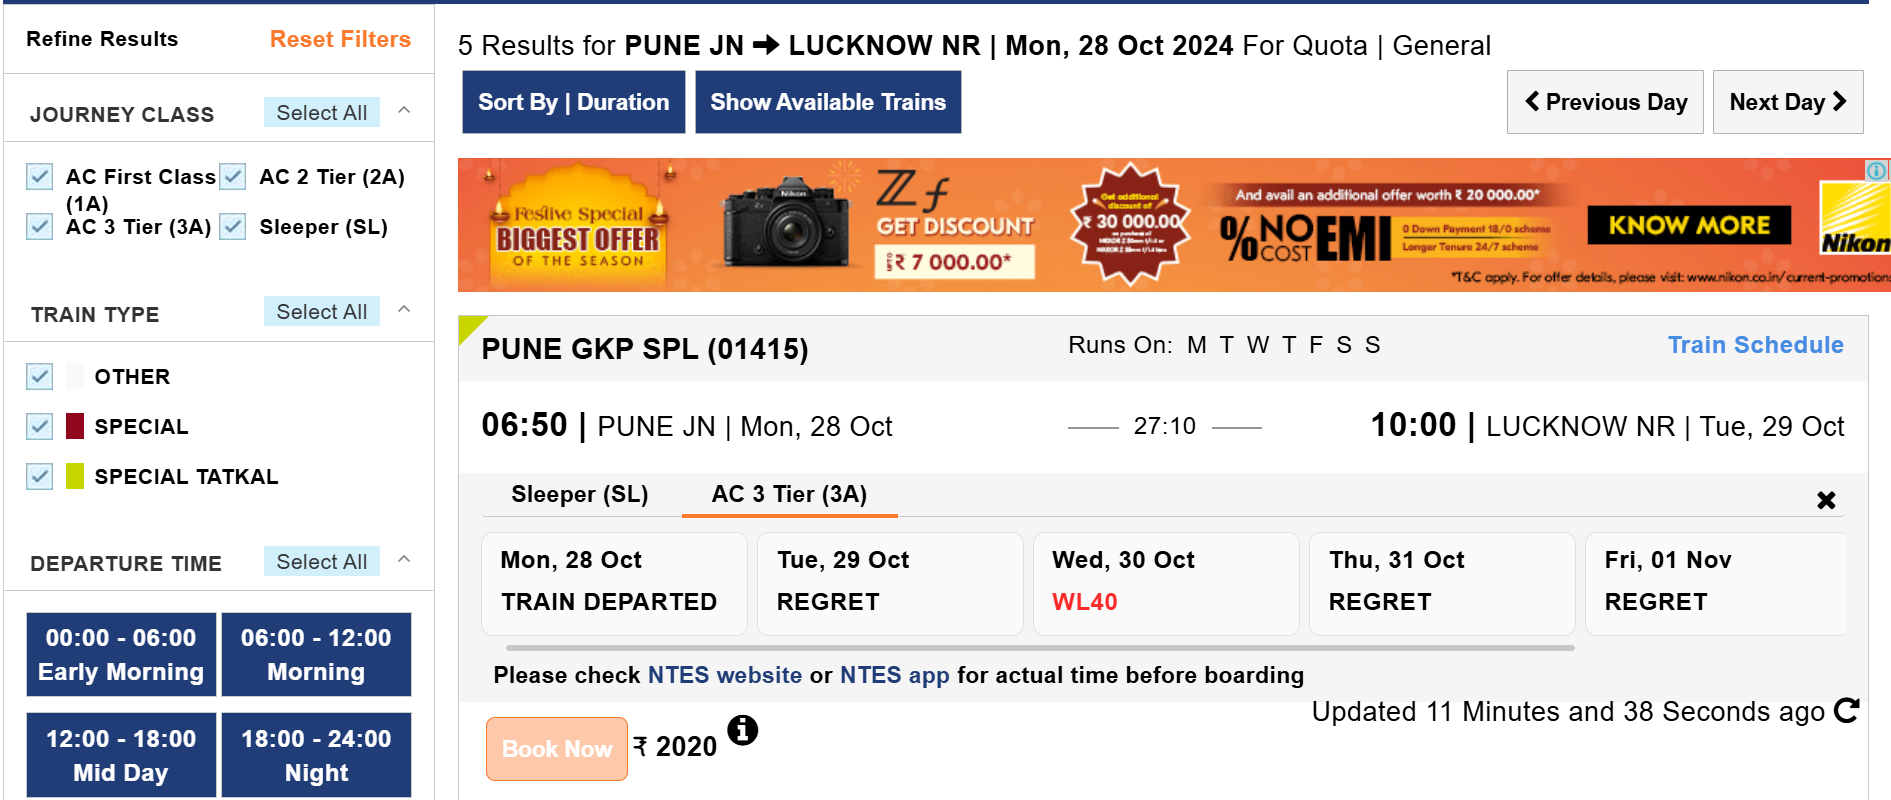 Refine Results
Reset Filters
JOURNEY CLASS
Select All
AC First Class (1A)
AC 2 Tier (2A)
AC 3 Tier (3A)
Sleeper (SL)
TRAIN TYPE
Select All
OTHER
SPECIAL
SPECIAL TATKAL
DEPARTURE TIME
Select All
00:00 - 06:00
Early Morning
06:00 - 12:00
Morning
12:00 - 18:00
Mid Day
18:00 - 24:00
Night
5 Results for PUNE JN → LUCKNOW NR | Mon, 28 Oct 2024 For Quota | General
Sort By | Duration
Show Available Trains
Previous Day
Next Day
Festive Special
BIGGEST OFFER
OF THE SEASON
Nikon
Zf
GET DISCOUNT
UPTO ₹ 7 000.00*
Get additional
discount of
₹ 30 000.00
And avail an additional offer worth ₹ 20 000.00*
% NO COST EMI
0 Down Payment 18/0 scheme
Longer Tenure 24/7 scheme
KNOW MORE
Nikon
*T&C apply. For offer details, please visit: www.nikon.co.in/current-promotions
PUNE GKP SPL (01415)
Runs On: M T W T F S S
Train Schedule
06:50 | PUNE JN | Mon, 28 Oct
27:10
10:00 | LUCKNOW NR | Tue, 29 Oct
Sleeper (SL)
AC 3 Tier (3A)
Mon, 28 Oct
TRAIN DEPARTED
Tue, 29 Oct
REGRET
Wed, 30 Oct
WL40
Thu, 31 Oct
REGRET
Fri, 01 Nov
REGRET
Please check NTES website or NTES app for actual time before boarding
Updated 11 Minutes and 38 Seconds ago
Book Now
₹ 2020